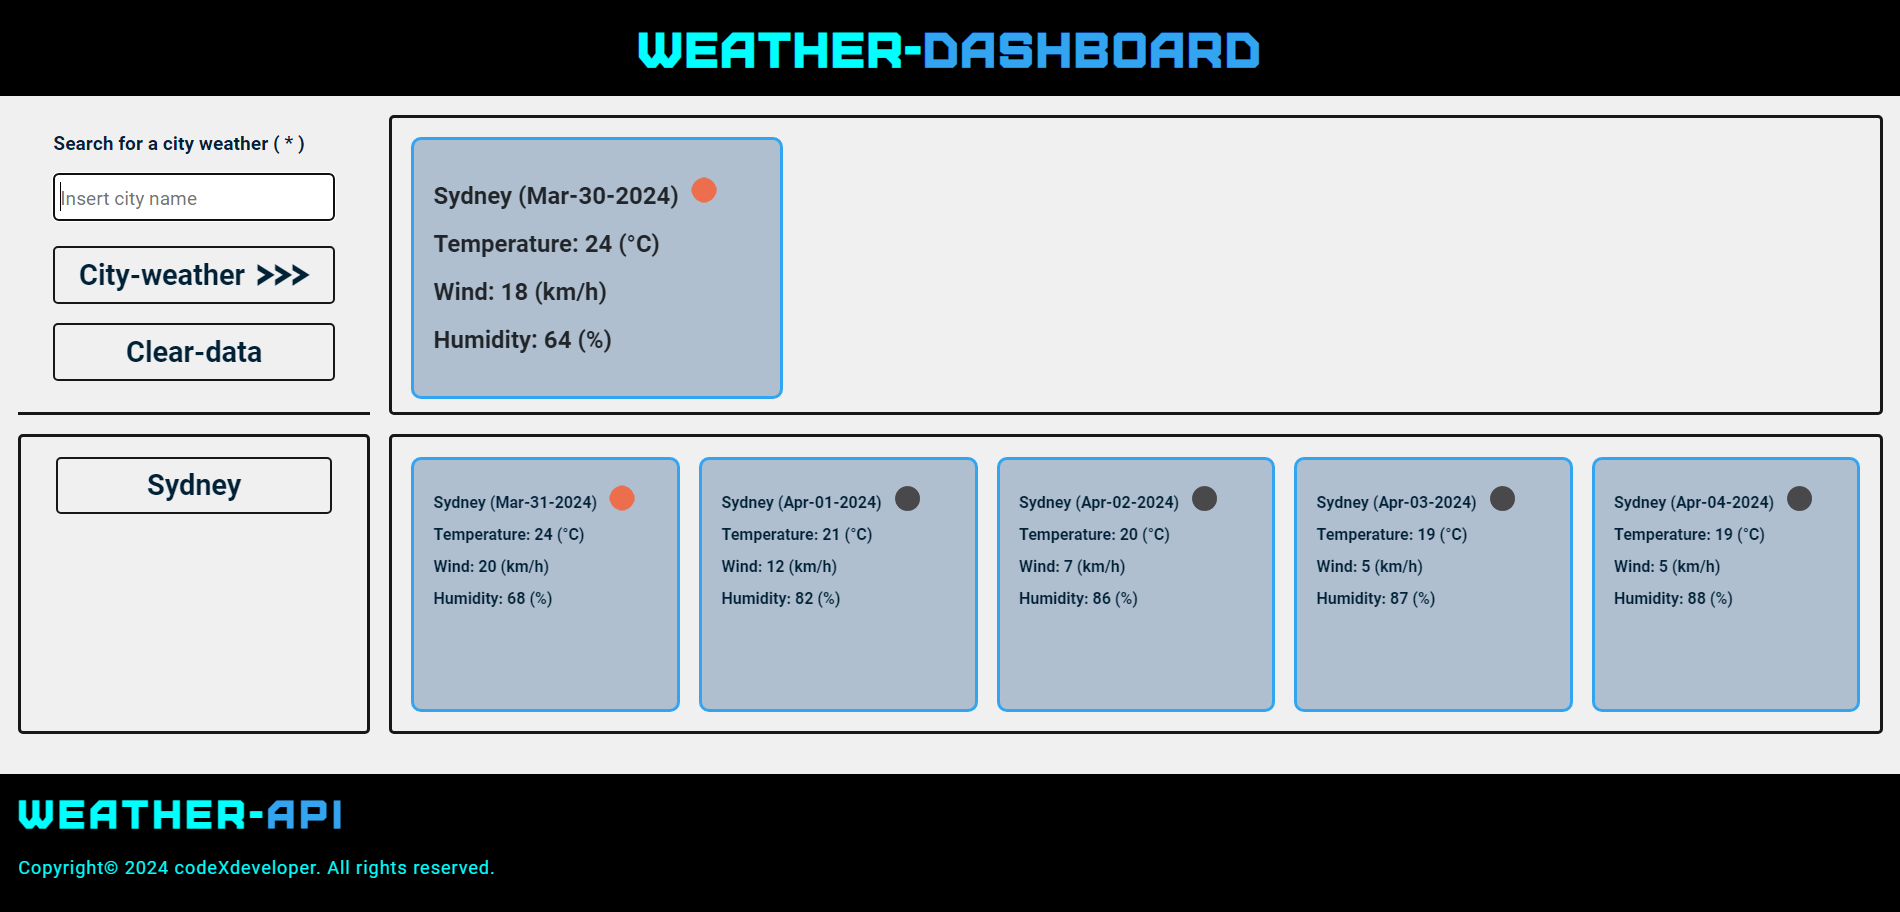 WEATHER-DASHBOARD
Search for a city weather ( * )
Insert city name
City-weather >>>
Clear-data
Sydney (Mar-30-2024)
Temperature: 24 (°C)
Wind: 18 (km/h)
Humidity: 64 (%)
Sydney
Sydney (Mar-31-2024)
Temperature: 24 (°C)
Wind: 20 (km/h)
Humidity: 68 (%)
Sydney (Apr-01-2024)
Temperature: 21 (°C)
Wind: 12 (km/h)
Humidity: 82 (%)
Sydney (Apr-02-2024)
Temperature: 20 (°C)
Wind: 7 (km/h)
Humidity: 86 (%)
Sydney (Apr-03-2024)
Temperature: 19 (°C)
Wind: 5 (km/h)
Humidity: 87 (%)
Sydney (Apr-04-2024)
Temperature: 19 (°C)
Wind: 5 (km/h)
Humidity: 88 (%)
WEATHER-API
Copyright© 2024 codeXdeveloper. All rights reserved.